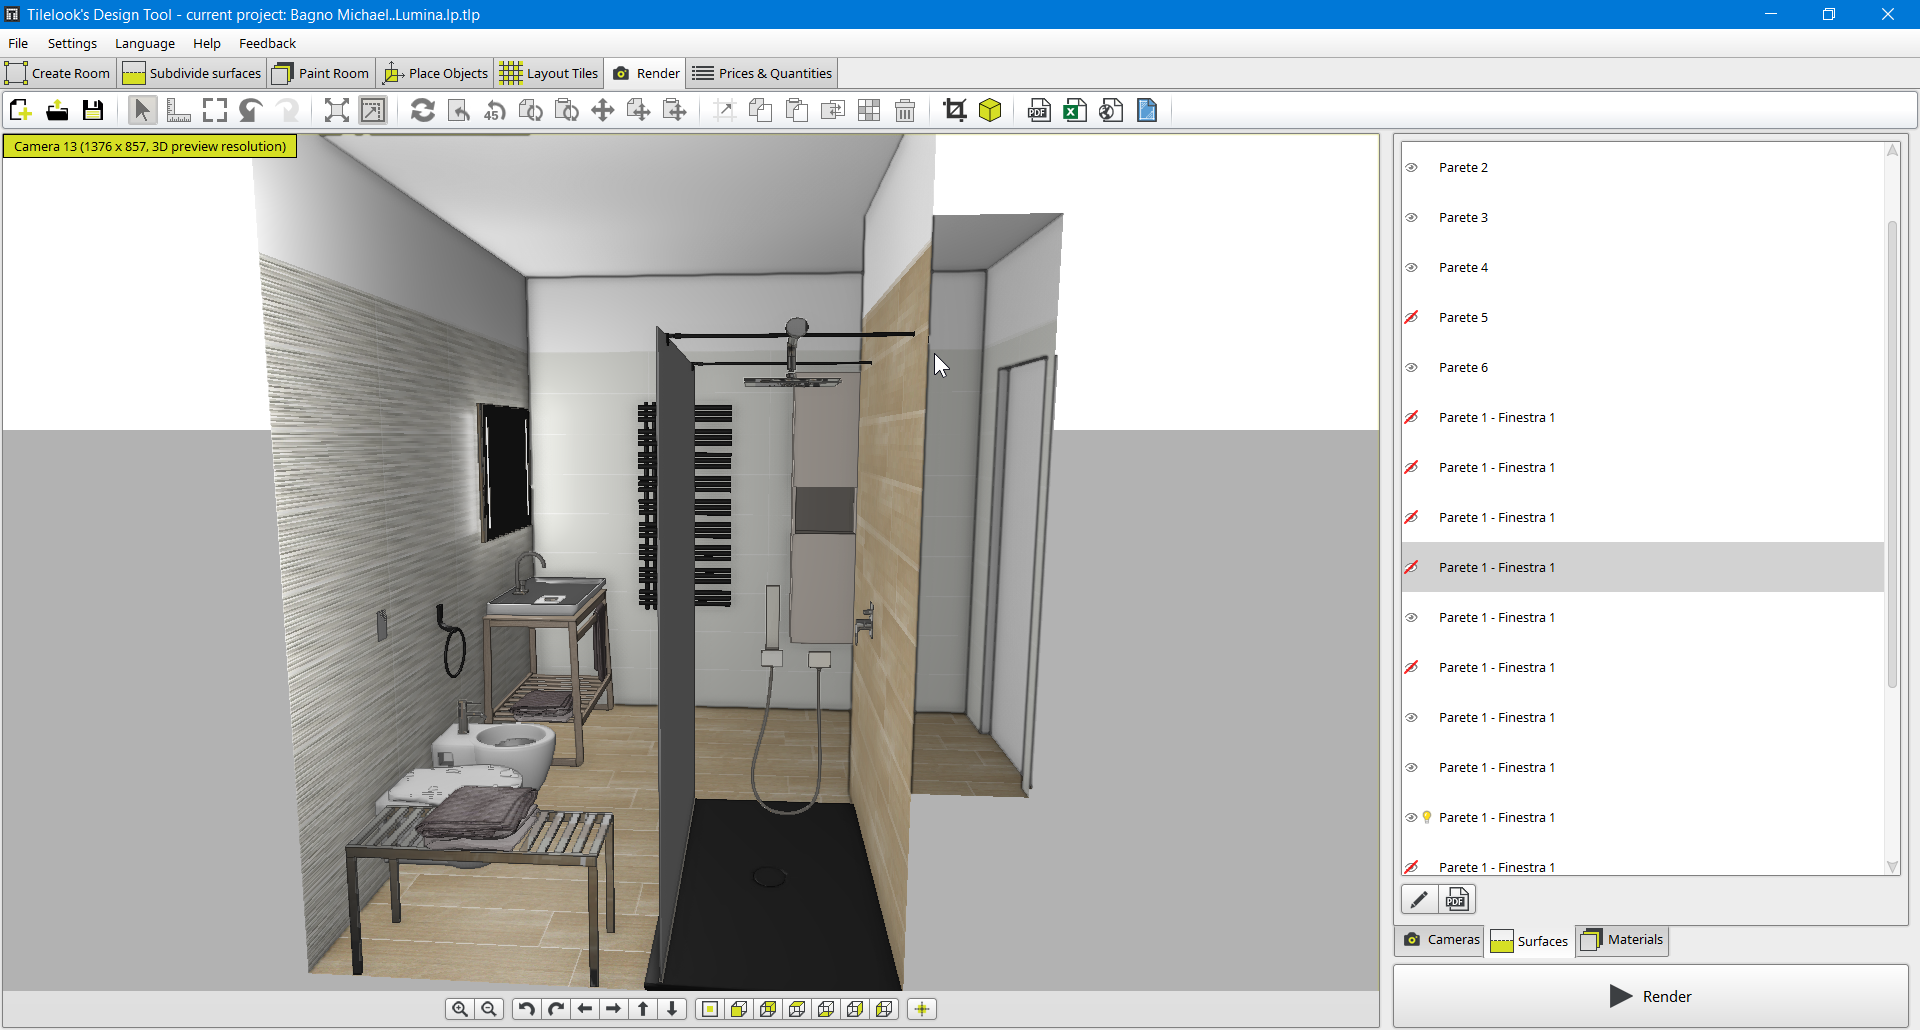 Tilelook's Design Tool - current project: Bagno Michael..Lumina.lp.tlp
File Settings Language Help Feedback
Create Room Subdivide surfaces Paint Room Place Objects Layout Tiles Render Prices & Quantities
45 PDF
Camera 13 (1376 x 857, 3D preview resolution)
Parete 2
Parete 3
Parete 4
Parete 5
Parete 6
Parete 1 - Finestra 1
Parete 1 - Finestra 1
Parete 1 - Finestra 1
Parete 1 - Finestra 1
Parete 1 - Finestra 1
Parete 1 - Finestra 1
Parete 1 - Finestra 1
Parete 1 - Finestra 1
Parete 1 - Finestra 1
Parete 1 - Finestra 1
PDF
Cameras Surfaces Materials
Render